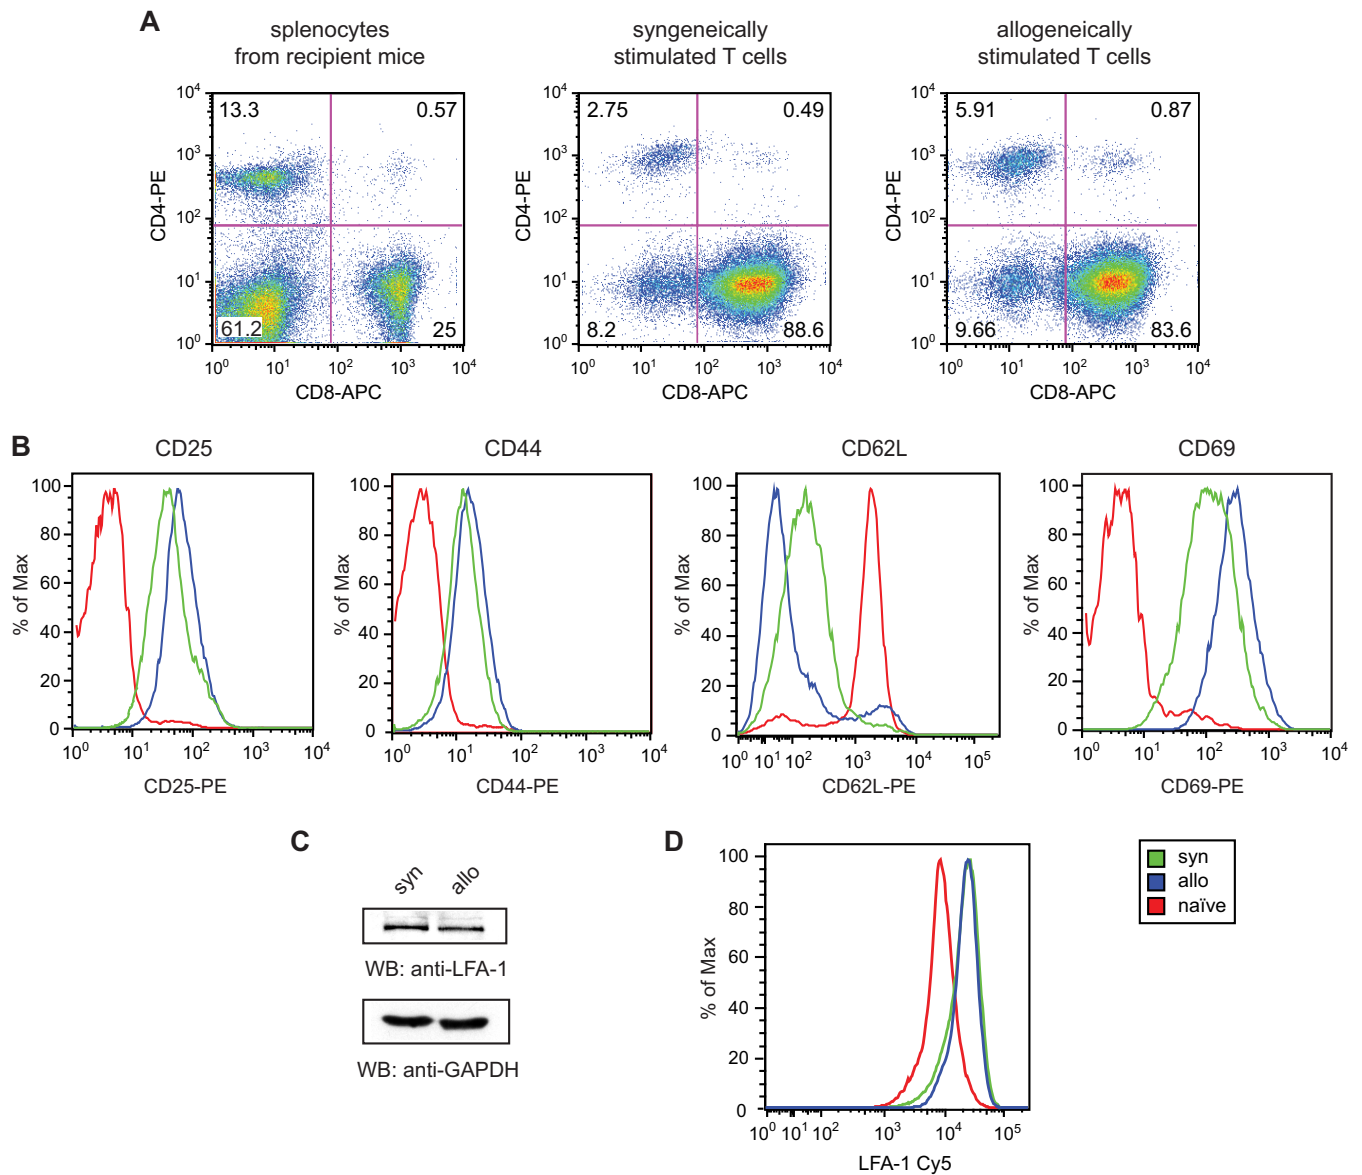 A
splenocytes
from recipient mice
syngeneically
stimulated T cells
allogeneically
stimulated T cells
10⁴
10³
10²
10¹
10⁰
CD4-PE
13.3
0.57
61.2
25
10⁰ 10¹ 10² 10³ 10⁴
CD8-APC
10⁴
10³
10²
10¹
10⁰
CD4-PE
2.75
0.49
8.2
88.6
10⁰ 10¹ 10² 10³ 10⁴
CD8-APC
10⁴
10³
10²
10¹
10⁰
CD4-PE
5.91
0.87
9.66
83.6
10⁰ 10¹ 10² 10³ 10⁴
CD8-APC
B
CD25
100
80
60
40
20
0
% of Max
10⁰ 10¹ 10² 10³ 10⁴
CD25-PE
CD44
100
80
60
40
20
0
% of Max
10⁰ 10¹ 10² 10³ 10⁴
CD44-PE
CD62L
100
80
60
40
20
0
% of Max
10⁰ 10¹ 10² 10³ 10⁴ 10⁵
CD62L-PE
CD69
100
80
60
40
20
0
% of Max
10⁰ 10¹ 10² 10³ 10⁴
CD69-PE
C
syn
allo
WB: anti-LFA-1
WB: anti-GAPDH
D
100
80
60
40
20
0
% of Max
10⁰ 10¹ 10² 10³ 10⁴ 10⁵
LFA-1 Cy5
syn
allo
naïve